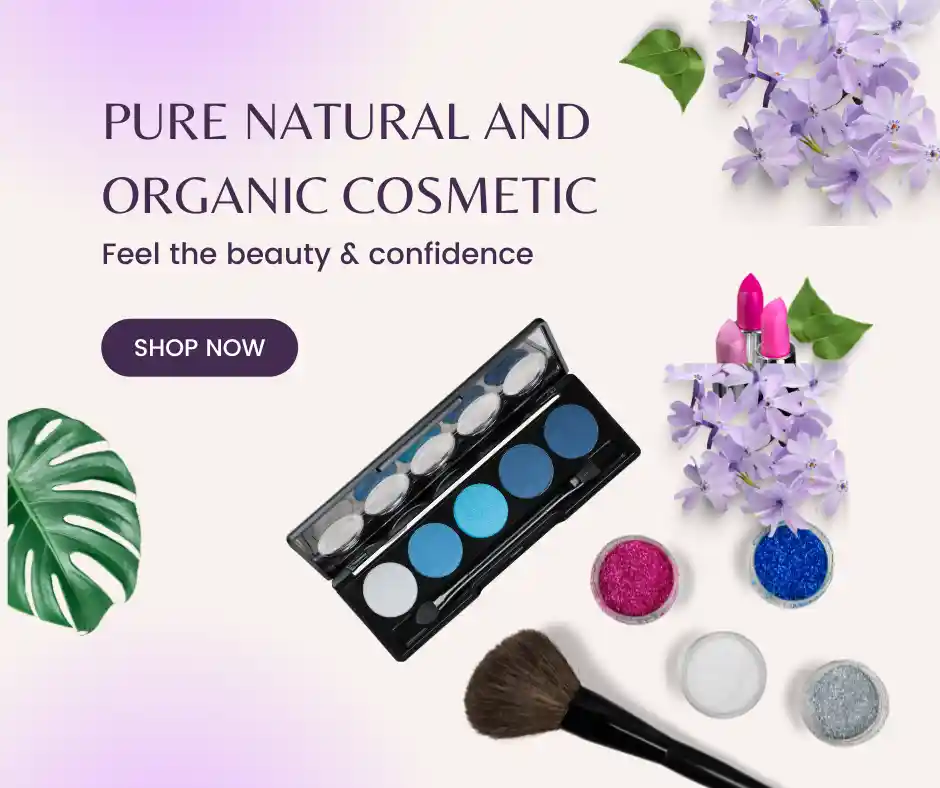 PURE NATURAL AND
ORGANIC COSMETIC
Feel the beauty & confidence
SHOP NOW